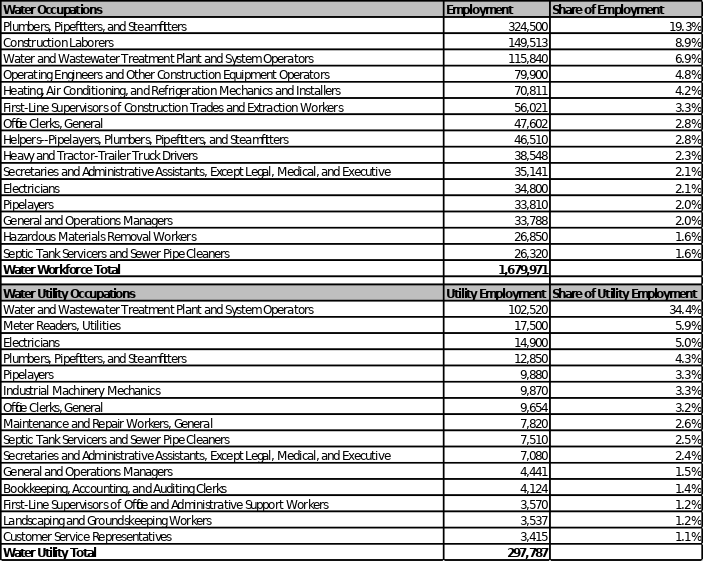 Water Occupations Employment Share of Employment
Plumbers, Pipefitters, and Steamfitters 324,500 19.3%
Construction Laborers 149,513 8.9%
Water and Wastewater Treatment Plant and System Operators 115,840 6.9%
Operating Engineers and Other Construction Equipment Operators 79,900 4.8%
Heating, Air Conditioning, and Refrigeration Mechanics and Installers 70,811 4.2%
First-Line Supervisors of Construction Trades and Extraction Workers 56,021 3.3%
Office Clerks, General 47,602 2.8%
Helpers--Pipelayers, Plumbers, Pipefitters, and Steamfitters 46,510 2.8%
Heavy and Tractor-Trailer Truck Drivers 38,548 2.3%
Secretaries and Administrative Assistants, Except Legal, Medical, and Executive 35,141 2.1%
Electricians 34,800 2.1%
Pipelayers 33,810 2.0%
General and Operations Managers 33,788 2.0%
Hazardous Materials Removal Workers 26,850 1.6%
Septic Tank Servicers and Sewer Pipe Cleaners 26,320 1.6%
Water Workforce Total 1,679,971
Water Utility Occupations Utility Employment Share of Utility Employment
Water and Wastewater Treatment Plant and System Operators 102,520 34.4%
Meter Readers, Utilities 17,500 5.9%
Electricians 14,900 5.0%
Plumbers, Pipefitters, and Steamfitters 12,850 4.3%
Pipelayers 9,880 3.3%
Industrial Machinery Mechanics 9,870 3.3%
Office Clerks, General 9,654 3.2%
Maintenance and Repair Workers, General 7,820 2.6%
Septic Tank Servicers and Sewer Pipe Cleaners 7,510 2.5%
Secretaries and Administrative Assistants, Except Legal, Medical, and Executive 7,080 2.4%
General and Operations Managers 4,441 1.5%
Bookkeeping, Accounting, and Auditing Clerks 4,124 1.4%
First-Line Supervisors of Office and Administrative Support Workers 3,570 1.2%
Landscaping and Groundskeeping Workers 3,537 1.2%
Customer Service Representatives 3,415 1.1%
Water Utility Total 297,787